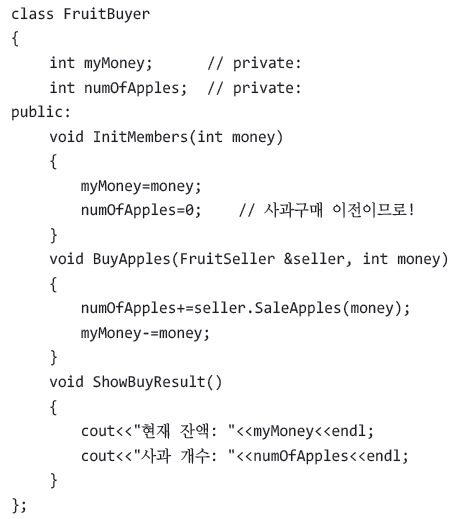 class FruitBuyer
{
    int myMoney;      // private:
    int numOfApples;  // private:
public:
    void InitMembers(int money)
    {
        myMoney=money;
        numOfApples=0;    // 사과구매 이전이므로!
    }
    void BuyApples(FruitSeller &seller, int money)
    {
        numOfApples+=seller.SaleApples(money);
        myMoney-=money;
    }
    void ShowBuyResult()
    {
        cout<<"현재 잔액: "<<myMoney<<endl;
        cout<<"사과 개수: "<<numOfApples<<endl;
    }
};